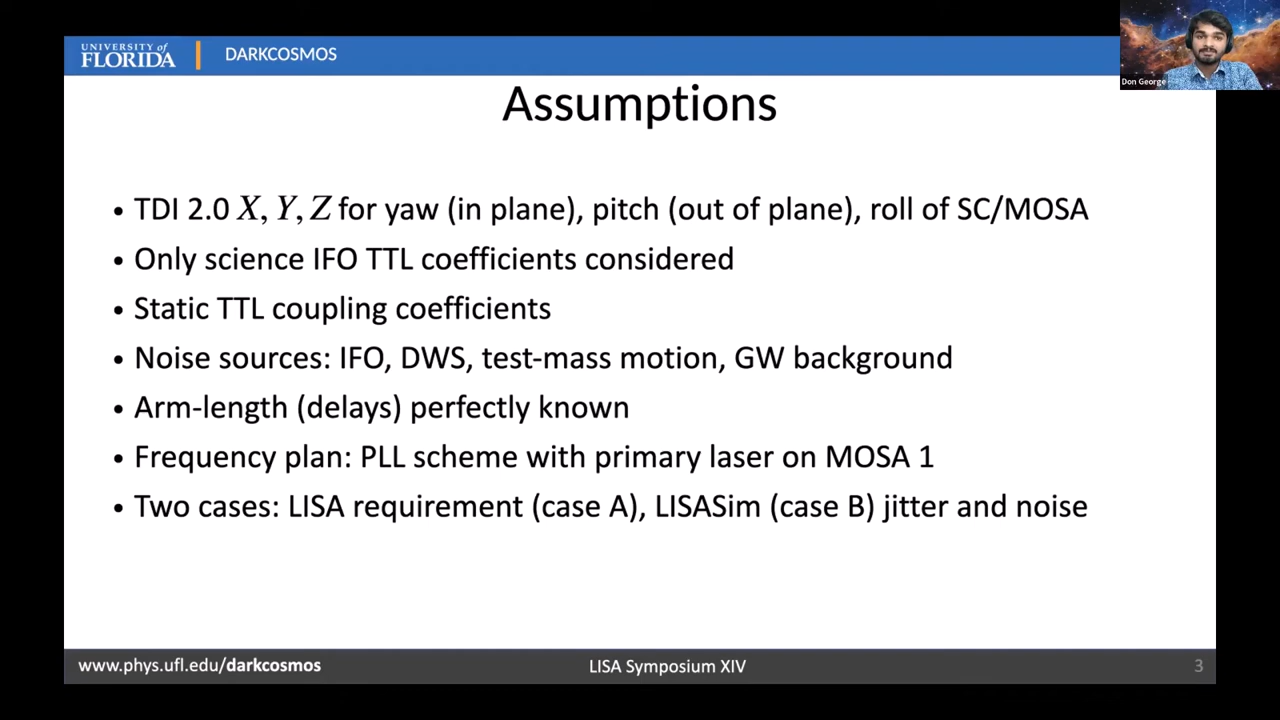 UNIVERSITY of
FLORIDA
DARKCOSMOS
Don George
Assumptions
• TDI 2.0 X, Y, Z for yaw (in plane), pitch (out of plane), roll of SC/MOSA
• Only science IFO TTL coefficients considered
• Static TTL coupling coefficients
• Noise sources: IFO, DWS, test-mass motion, GW background
• Arm-length (delays) perfectly known
• Frequency plan: PLL scheme with primary laser on MOSA 1
• Two cases: LISA requirement (case A), LISASim (case B) jitter and noise
www.phys.ufl.edu/darkcosmos
LISA Symposium XIV
3